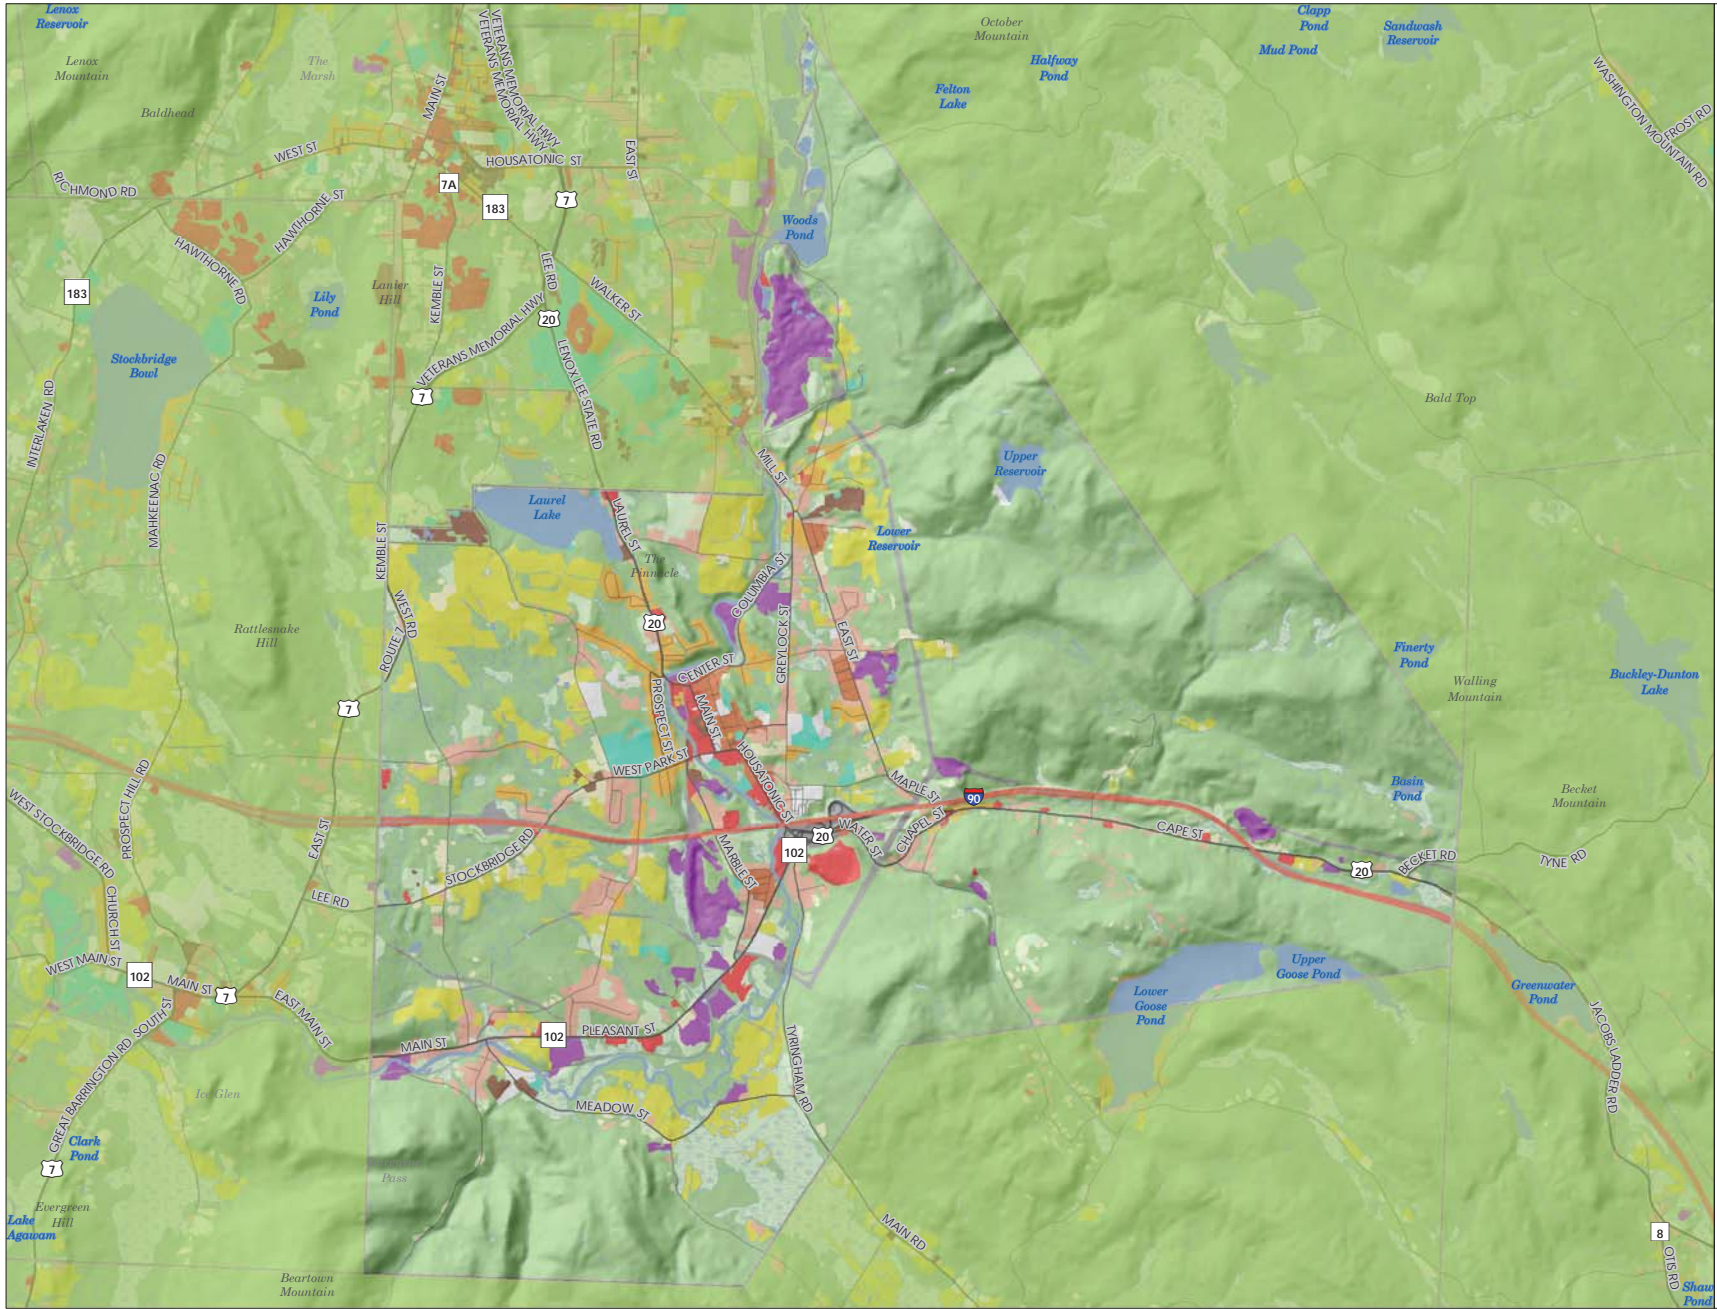 Lenox
Reservoir
Lenox
Mountain
The
Marsh
Baldhead
VETERANS MEMORIAL HWY
VETERANS MEMORIAL HWY
MAIN ST
October
Mountain
Halfway
Pond
Felton
Lake
Clapp
Pond
Mud Pond
Sandwash
Reservoir
WASHINGTON MOUNTAIN RD
FROST RD
WEST ST
HOUSATONIC ST
EAST ST
RICHMOND RD
7A
183
7
HAWTHORNE ST
HAWTHORNE RD
Woods
Pond
183
Lily
Pond
Lanier
Hill
KEMBLE ST
LEE RD
WALKER ST
20
VETERANS MEMORIAL HWY
LENOX LEE STATE RD
Stockbridge
Bowl
7
INTERLAKEN RD
Bald Top
MAHKEENAC RD
MILL ST
Upper
Reservoir
Laurel
Lake
LAUREL ST
Lower
Reservoir
KEMBLE ST
The
Pinnacle
COLUMBIA ST
WEST RD
ROUTE 7
Rattlesnake
Hill
20
GREYLOCK ST
EAST ST
CENTER ST
Finerty
Pond
Walling
Mountain
Buckley-Dunton
Lake
7
PROSPECT ST
MAIN ST
HOUSATONIC ST
WEST PARK ST
MAPLE ST
90
Basin
Pond
Becket
Mountain
WEST STOCKBRIDGE RD
PROSPECT HILL RD
EAST ST
STOCKBRIDGE RD
20
WATER ST
CHAPEL ST
CAPE ST
102
MARBLE ST
20
BECKET RD
TYNE RD
LEE RD
CHURCH ST
WEST MAIN ST
102
MAIN ST
7
EAST MAIN ST
SOUTH ST
Upper
Goose Pond
Lower
Goose
Pond
Greenwater
Pond
JACOBS LADDER RD
102
PLEASANT ST
MAIN ST
TYRINGHAM RD
MEADOW ST
GREAT BARRINGTON RD
Ice Glen
Clark
Pond
7
Pass
Evergreen
Hill
Lake
Agawam
MAIN RD
8
OTIS RD
Beartown
Mountain
Shaw
Pond